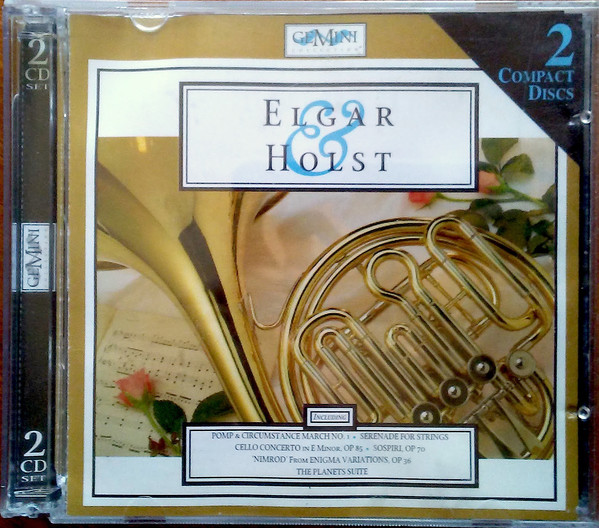 2
CD
SET
GEMINI
2
CD
SET
GEMINI
COLLECTION
2
COMPACT
DISCS
ELGAR
&
HOLST
INCLUDING
POMP & CIRCUMSTANCE MARCH NO. 1 • SERENADE FOR STRINGS
CELLO CONCERTO IN E MINOR, OP 85 • SOSPIRI, OP 70
'NIMROD' FROM ENIGMA VARIATIONS, OP 36
THE PLANETS SUITE